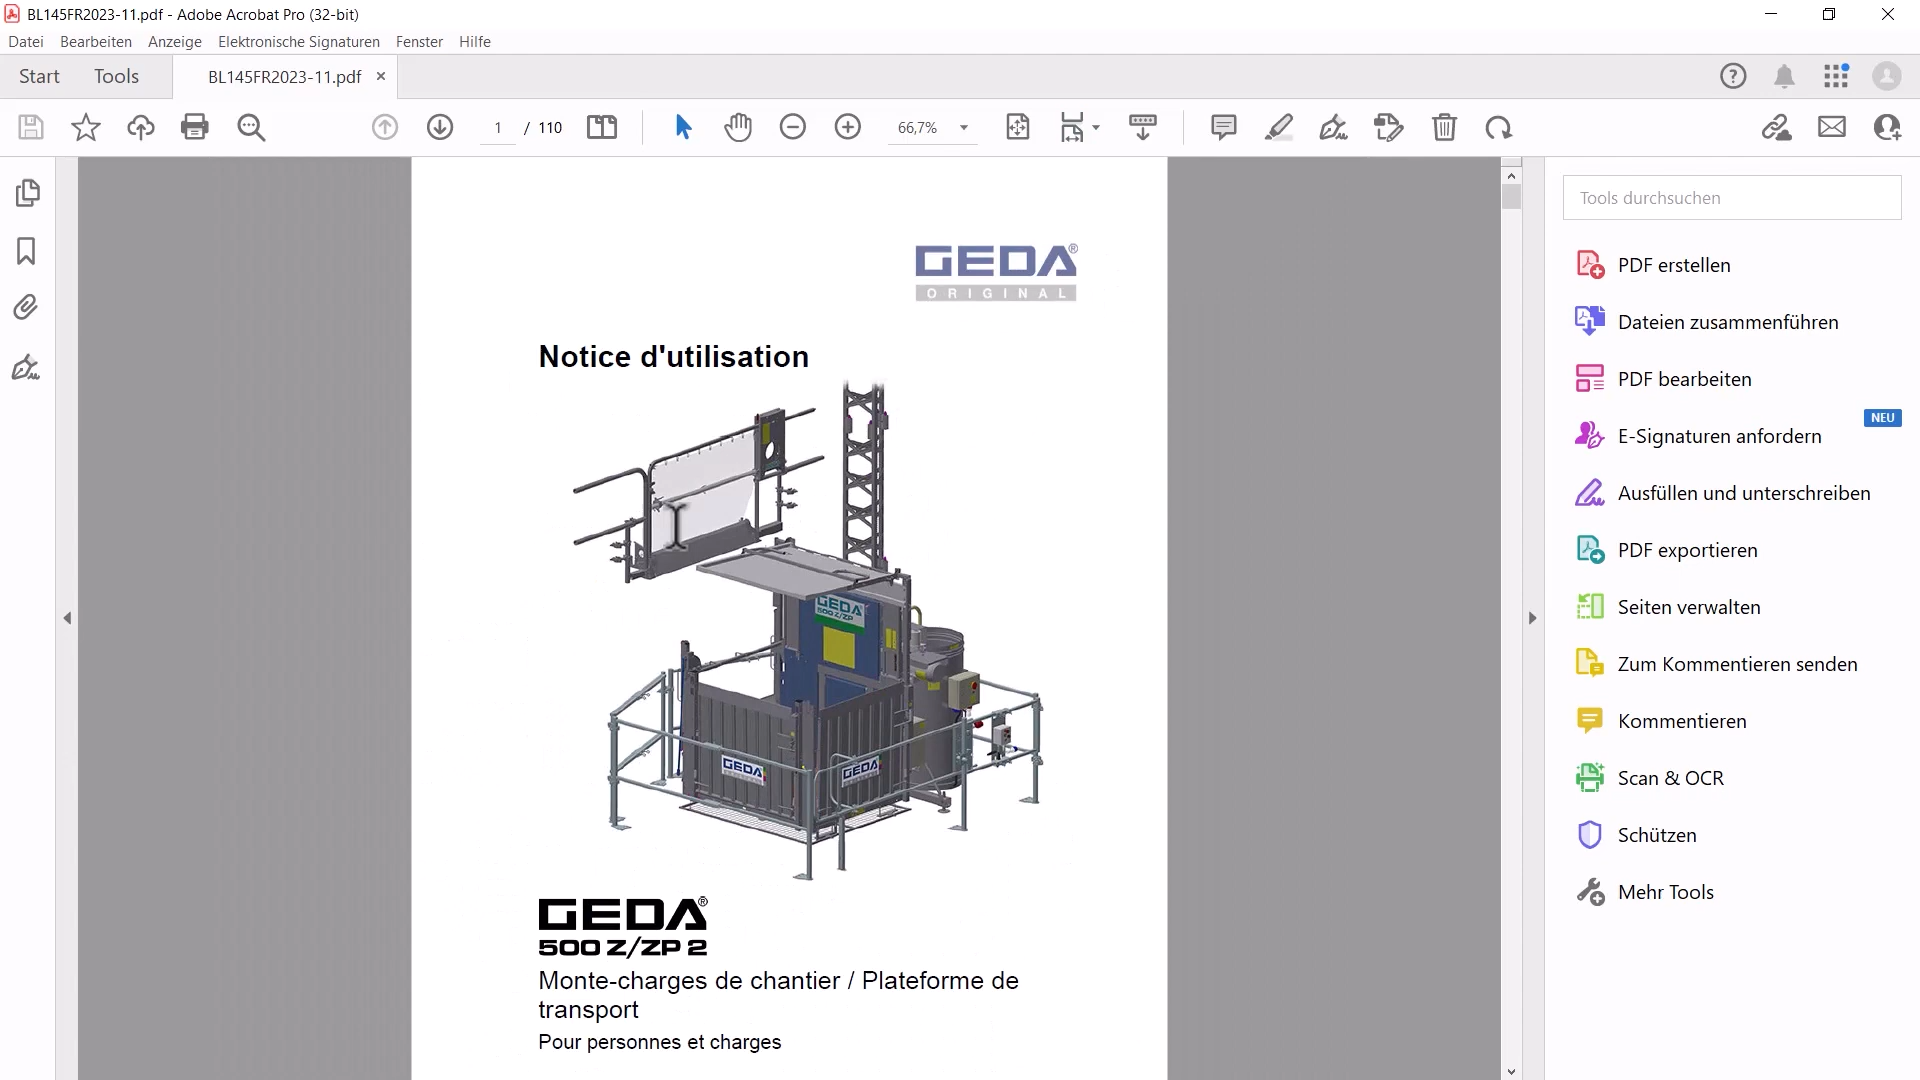 BL145FR2023-11.pdf - Adobe Acrobat Pro (32-bit)
Datei Bearbeiten Anzeige Elektronische Signaturen Fenster Hilfe
Start Tools BL145FR2023-11.pdf ×
1 / 110 66,7%
Tools durchsuchen
PDF erstellen
Dateien zusammenführen
PDF bearbeiten
NEU
E-Signaturen anfordern
Ausfüllen und unterschreiben
PDF exportieren
Seiten verwalten
Zum Kommentieren senden
Kommentieren
Scan & OCR
Schützen
Mehr Tools
GEDA®
ORIGINAL
Notice d'utilisation
GEDA
500 Z/ZP
GEDA
GEDA
GEDA®
500 Z/ZP 2
Monte-charges de chantier / Plateforme de
transport
Pour personnes et charges